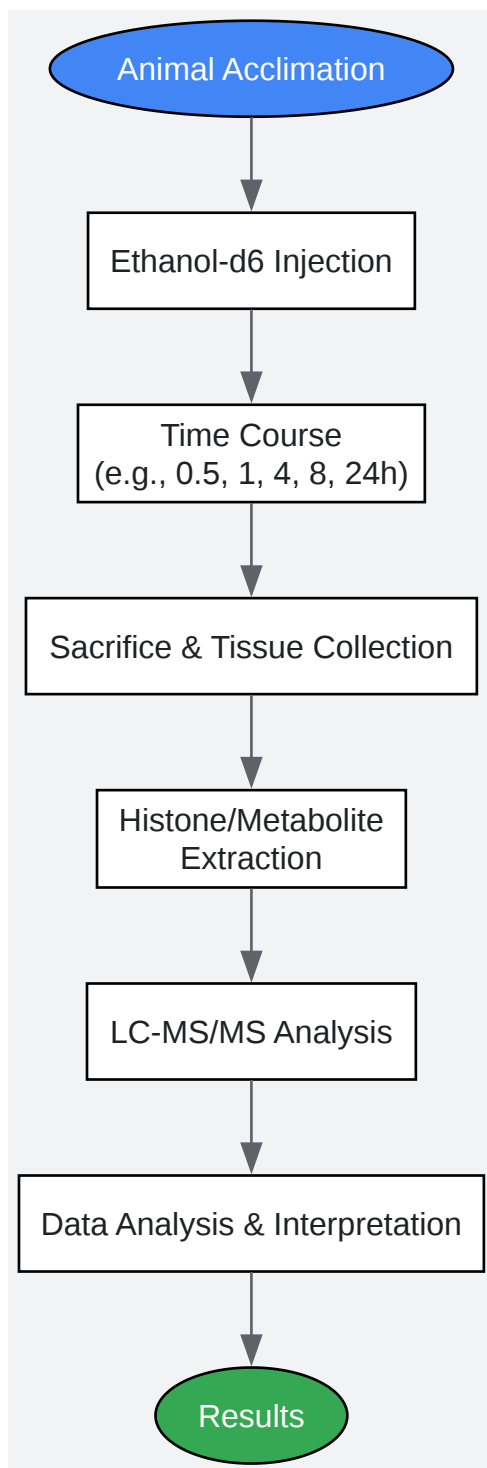 Animal Acclimation
Ethanol-d6 Injection
Time Course
(e.g., 0.5, 1, 4, 8, 24h)
Sacrifice & Tissue Collection
Histone/Metabolite
Extraction
LC-MS/MS Analysis
Data Analysis & Interpretation
Results